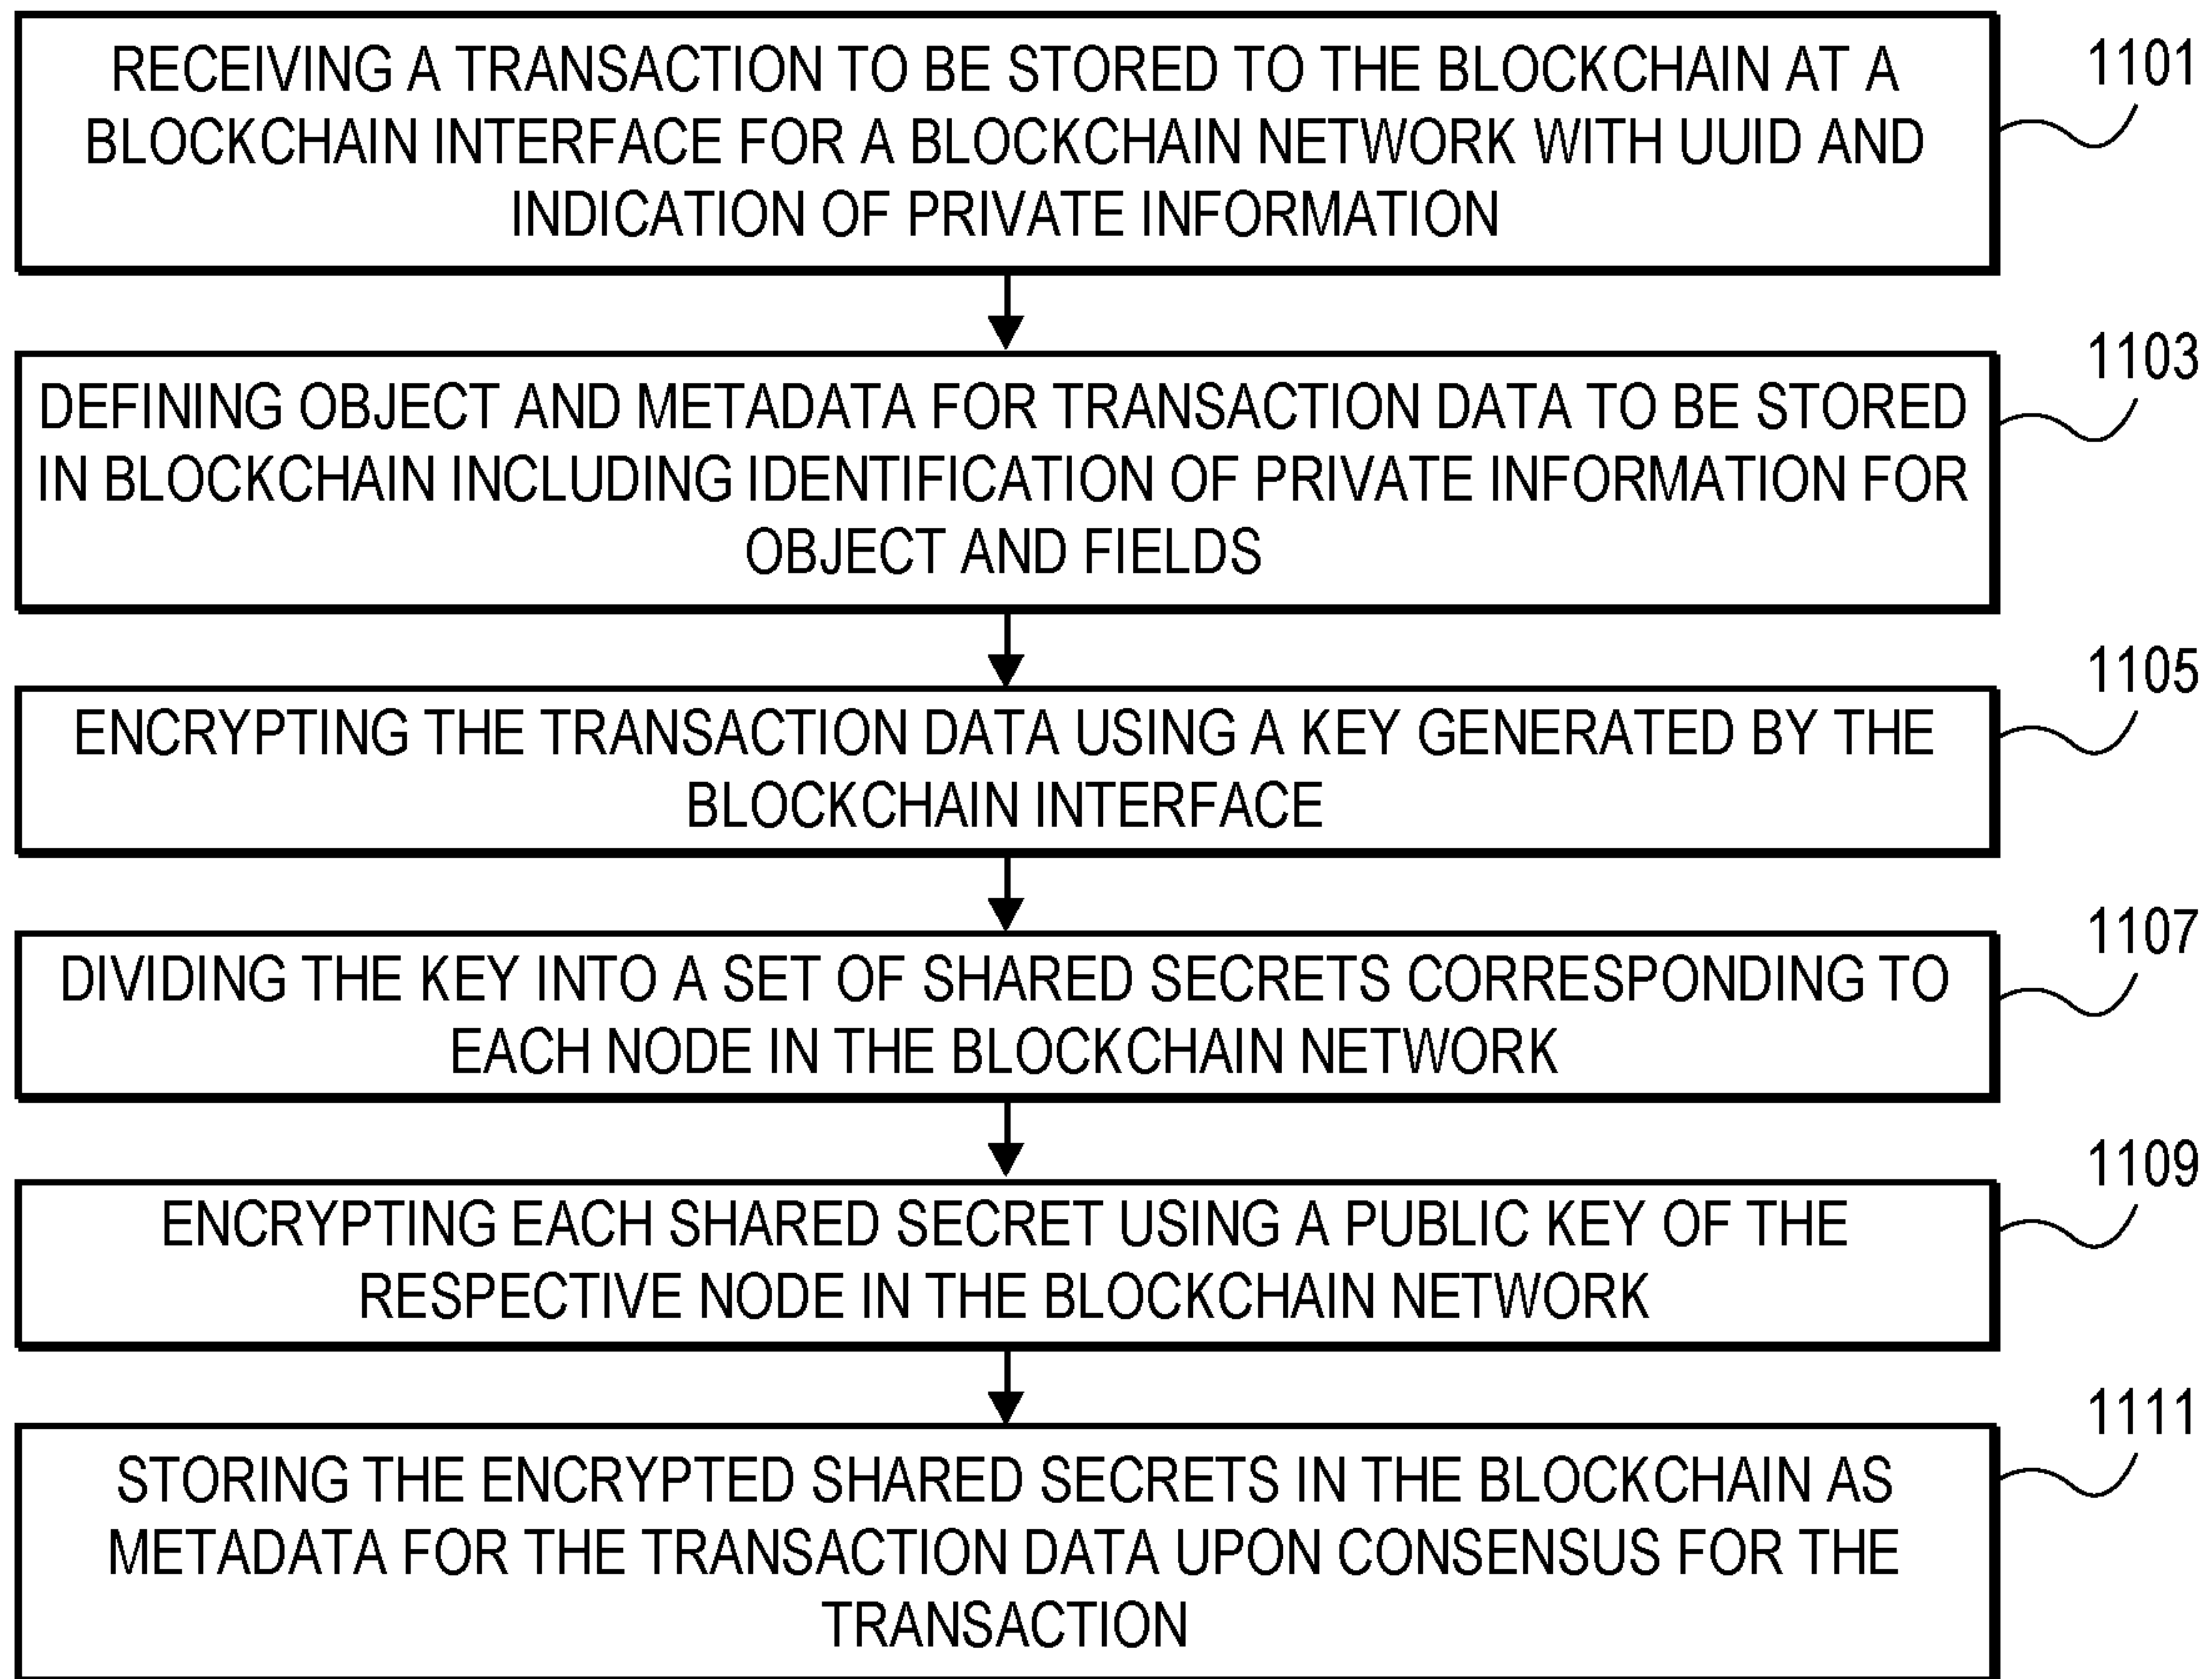 RECEIVING A TRANSACTION TO BE STORED TO THE BLOCKCHAIN AT A
BLOCKCHAIN INTERFACE FOR A BLOCKCHAIN NETWORK WITH UUID AND
INDICATION OF PRIVATE INFORMATION
1101
DEFINING OBJECT AND METADATA FOR TRANSACTION DATA TO BE STORED
IN BLOCKCHAIN INCLUDING IDENTIFICATION OF PRIVATE INFORMATION FOR
OBJECT AND FIELDS
1103
ENCRYPTING THE TRANSACTION DATA USING A KEY GENERATED BY THE
BLOCKCHAIN INTERFACE
1105
DIVIDING THE KEY INTO A SET OF SHARED SECRETS CORRESPONDING TO
EACH NODE IN THE BLOCKCHAIN NETWORK
1107
ENCRYPTING EACH SHARED SECRET USING A PUBLIC KEY OF THE
RESPECTIVE NODE IN THE BLOCKCHAIN NETWORK
1109
STORING THE ENCRYPTED SHARED SECRETS IN THE BLOCKCHAIN AS
METADATA FOR THE TRANSACTION DATA UPON CONSENSUS FOR THE
TRANSACTION
1111